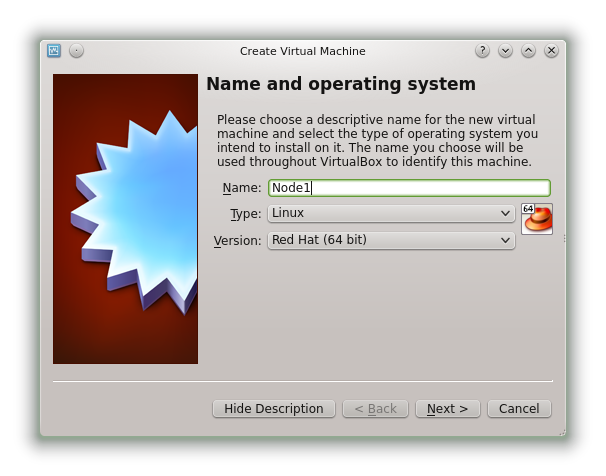 Create Virtual Machine
?
Name and operating system
Please choose a descriptive name for the new virtual
machine and select the type of operating system you
intend to install on it. The name you choose will be
used throughout VirtualBox to identify this machine.
Name: Node1
Type: Linux
64
Version: Red Hat (64 bit)
Hide Description
< Back
Next >
Cancel